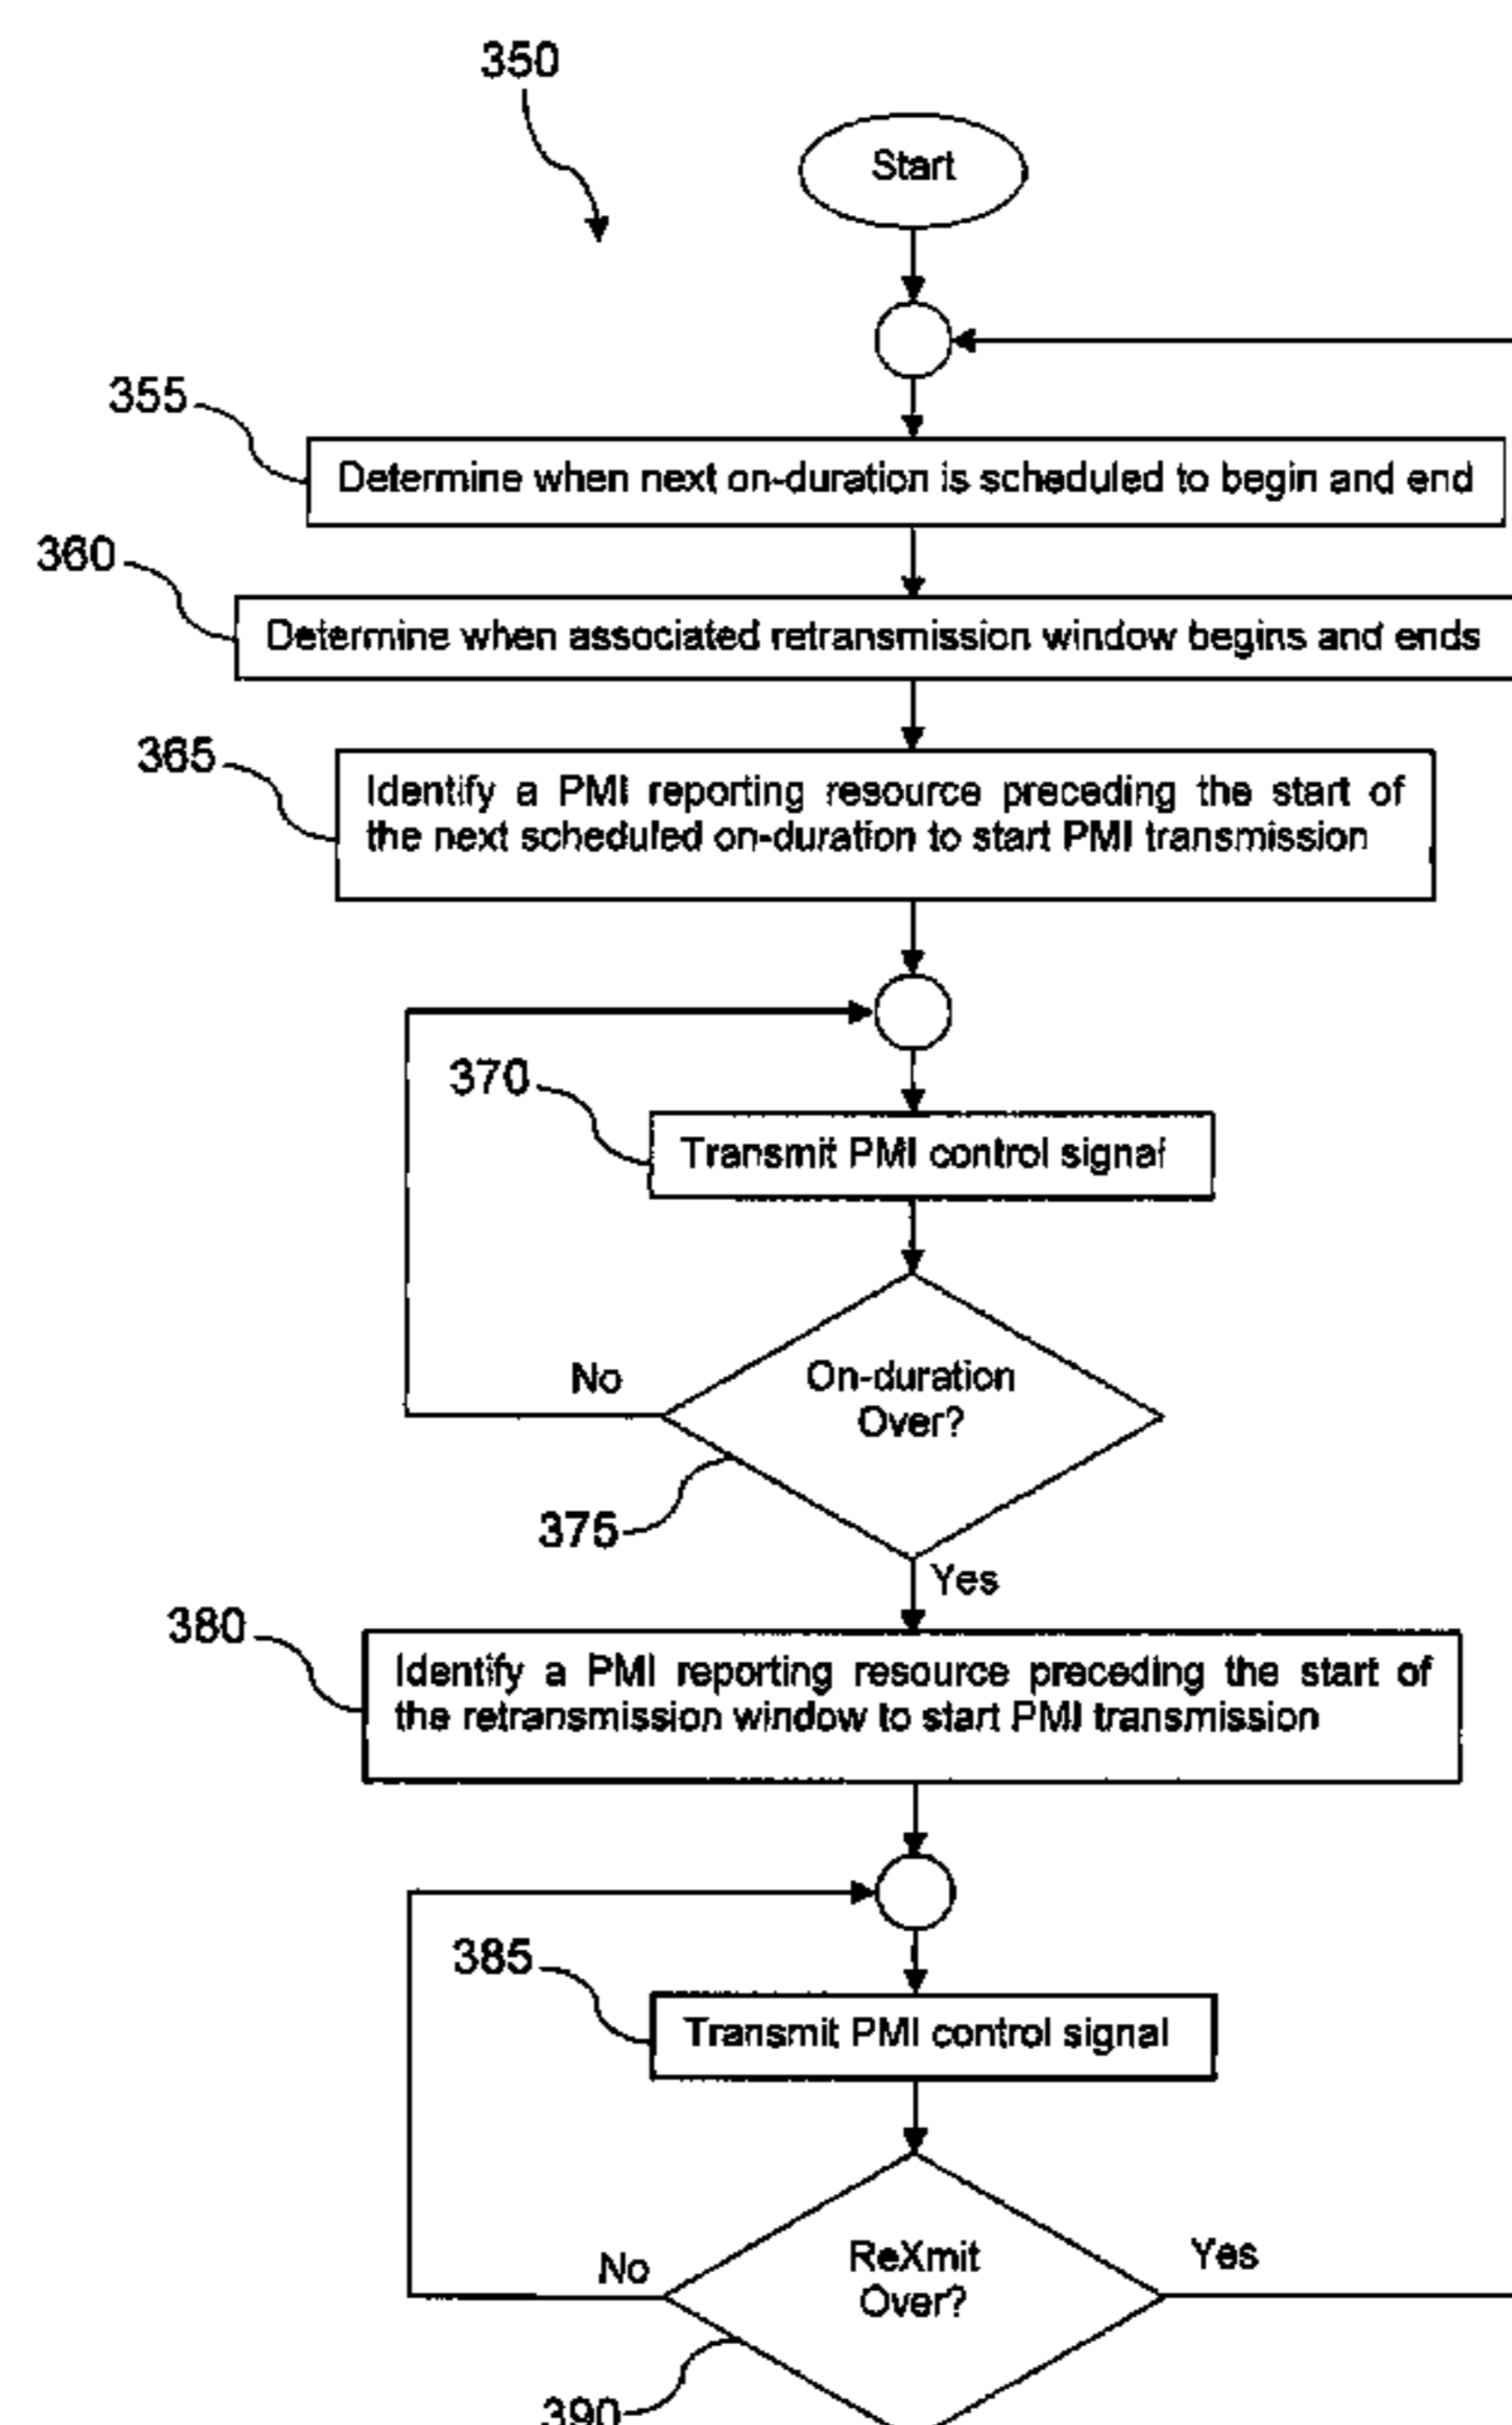 350
Start
355
Determine when next on-duration is scheduled to begin and end
360
Determine when associated retransmission window begins and ends
365
Identify a PMI reporting resource preceding the start of
the next scheduled on-duration to start PMI transmission
370
Transmit PMI control signal
On-duration
Over?
No
375
Yes
380
Identify a PMI reporting resource preceding the start of
the retransmission window to start PMI transmission
385
Transmit PMI control signal
ReXmit
Over?
No
Yes
390